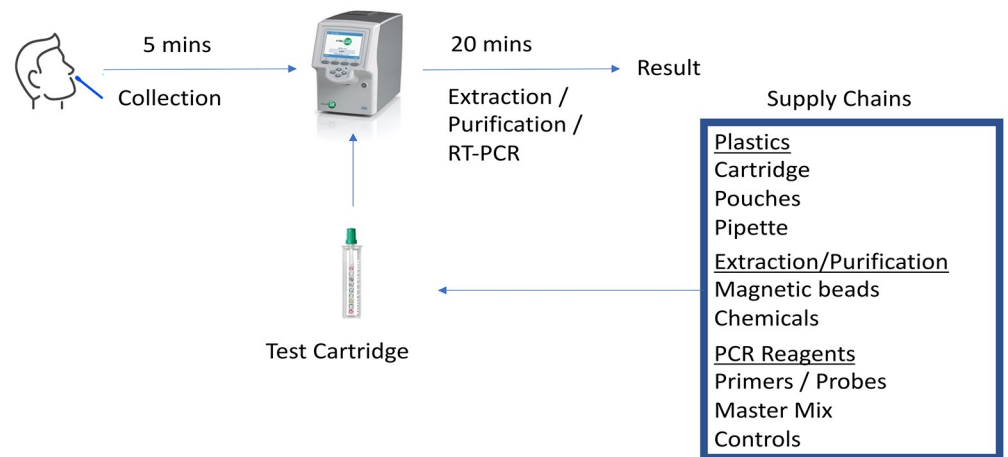 5 mins
Collection
20 mins
Extraction /
Purification /
RT-PCR
Result
Test Cartridge
Supply Chains
Plastics
Cartridge
Pouches
Pipette
Extraction/Purification
Magnetic beads
Chemicals
PCR Reagents
Primers / Probes
Master Mix
Controls